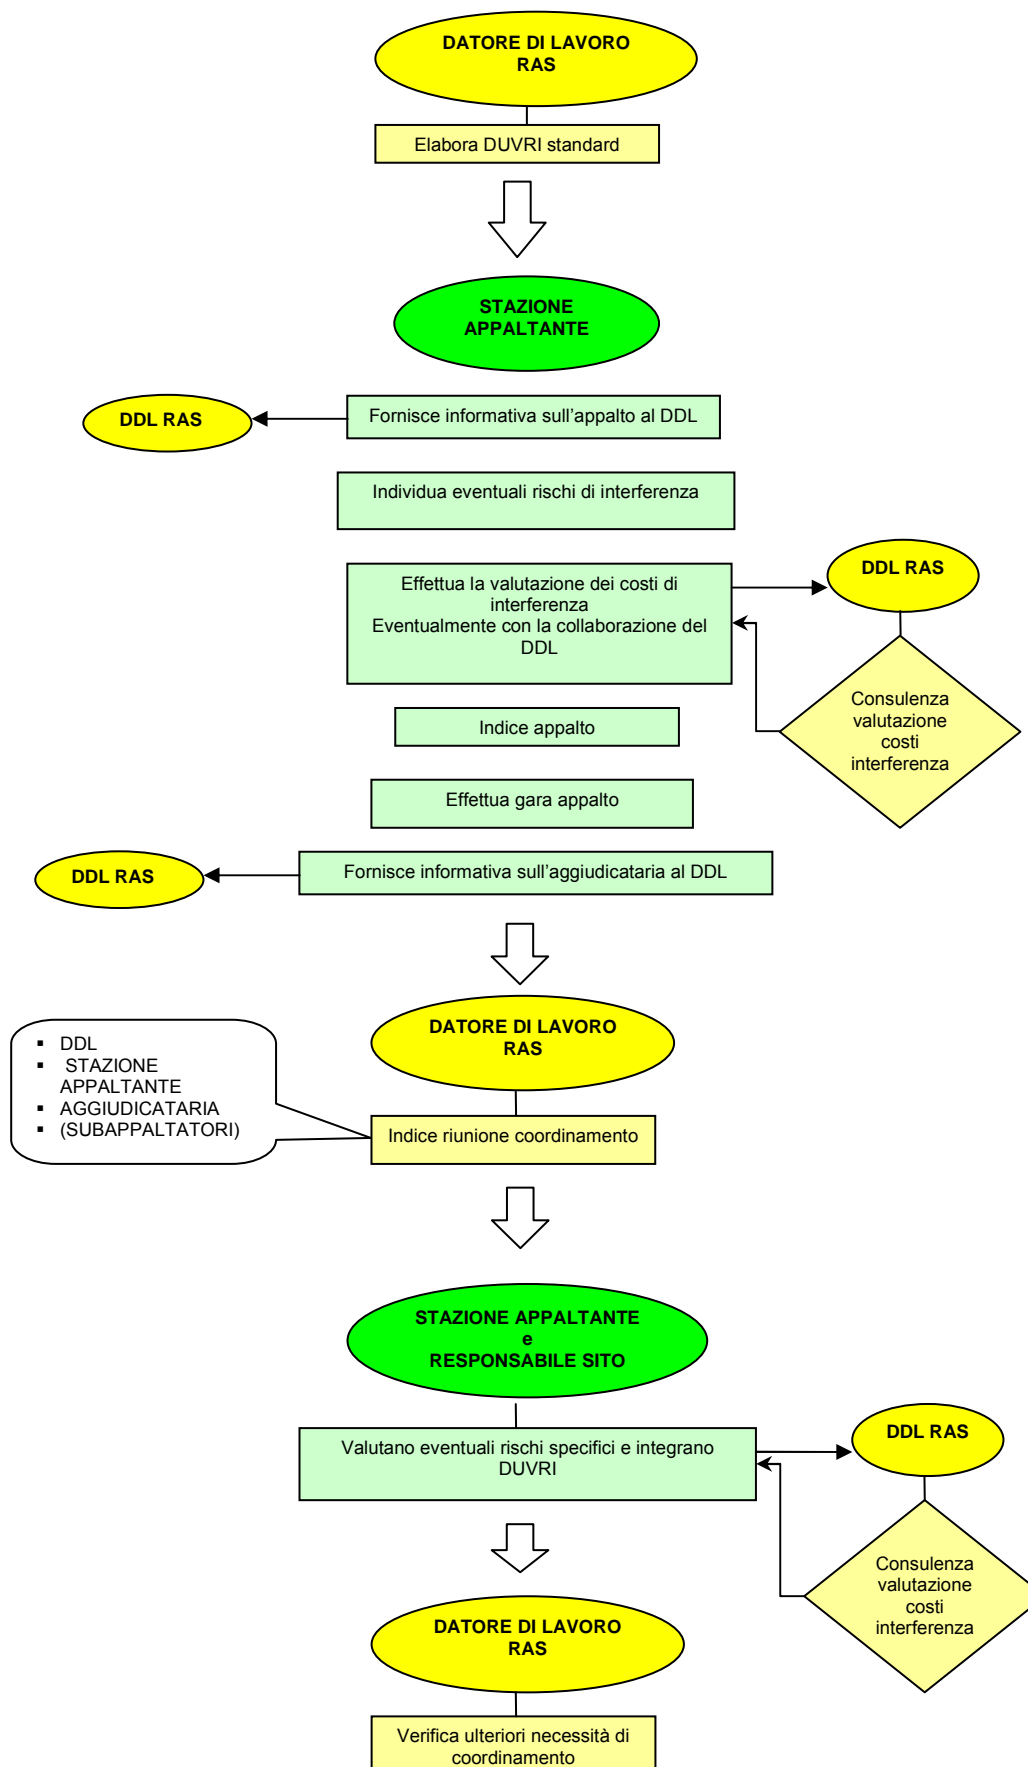 DATORE DI LAVORO
RAS
Elabora DUVRI standard
STAZIONE
APPALTANTE
DDL RAS
Fornisce informativa sull’appalto al DDL
Individua eventuali rischi di interferenza
Effettua la valutazione dei costi di
interferenza
Eventualmente con la collaborazione del
DDL
DDL RAS
Consulenza
valutazione
costi
interferenza
Indice appalto
Effettua gara appalto
DDL RAS
Fornisce informativa sull’aggiudicataria al DDL
DATORE DI LAVORO
RAS
▪ DDL
▪ STAZIONE
APPALTANTE
▪ AGGIUDICATARIA
▪ (SUBAPPALTATORI)
Indice riunione coordinamento
STAZIONE APPALTANTE
e
RESPONSABILE SITO
Valutano eventuali rischi specifici e integrano
DUVRI
DDL RAS
Consulenza
valutazione
costi
interferenza
DATORE DI LAVORO
RAS
Verifica ulteriori necessità di
coordinamento